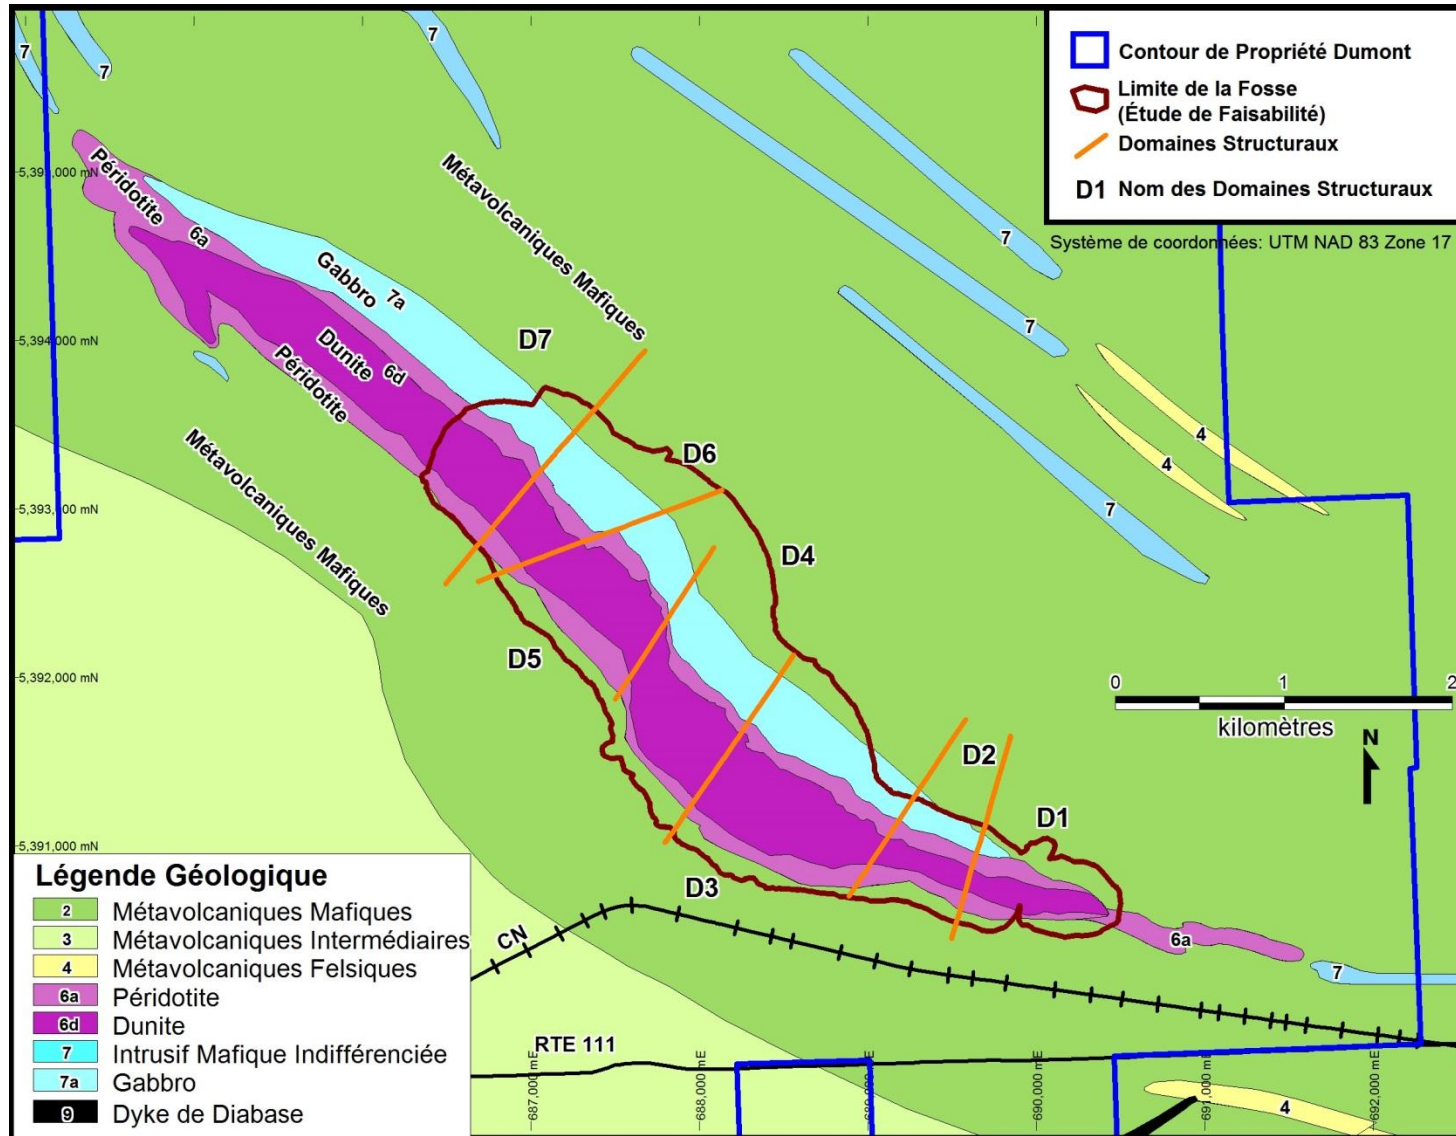 Contour de Propriété Dumont
Limite de la Fosse
(Étude de Faisabilité)
Domaines Structuraux
D1 Nom des Domaines Structuraux
Système de coordonnées: UTM NAD 83 Zone 17
7
7
7
7
7
7
4
4
7
5,394,000 mN
5,393,000 mN
5,392,000 mN
5,391,000 mN
Péridotite
6a
Gabbro
7a
Métavolcaniques Mafiques
Dunite
6d
Péridotite
Métavolcaniques Mafiques
D7
D6
D4
D5
D2
D1
D3
0 1 2
kilomètres
N
6a
7
CN
RTE 111
687,000 mE
688,000 mE
690,000 mE
691,000 mE
692,000 mE
4
Légende Géologique
2 Métavolcaniques Mafiques
3 Métavolcaniques Intermédiaires
4 Métavolcaniques Felsiques
6a Péridotite
6d Dunite
7 Intrusif Mafique Indifférenciée
7a Gabbro
9 Dyke de Diabase